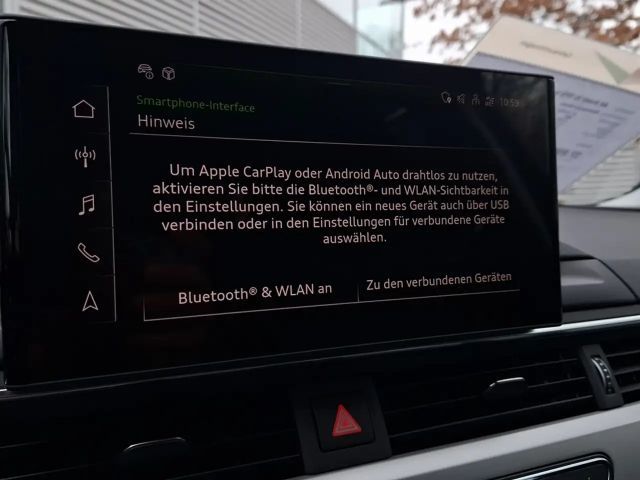 Smartphone-Interface
10:59
Hinweis
Um Apple CarPlay oder Android Auto drahtlos zu nutzen,
aktivieren Sie bitte die Bluetooth®- und WLAN-Sichtbarkeit in
den Einstellungen. Sie können ein neues Gerät auch über USB
verbinden oder in den Einstellungen für verbundene Geräte
auswählen.
Bluetooth® & WLAN an
Zu den verbundenen Geräten